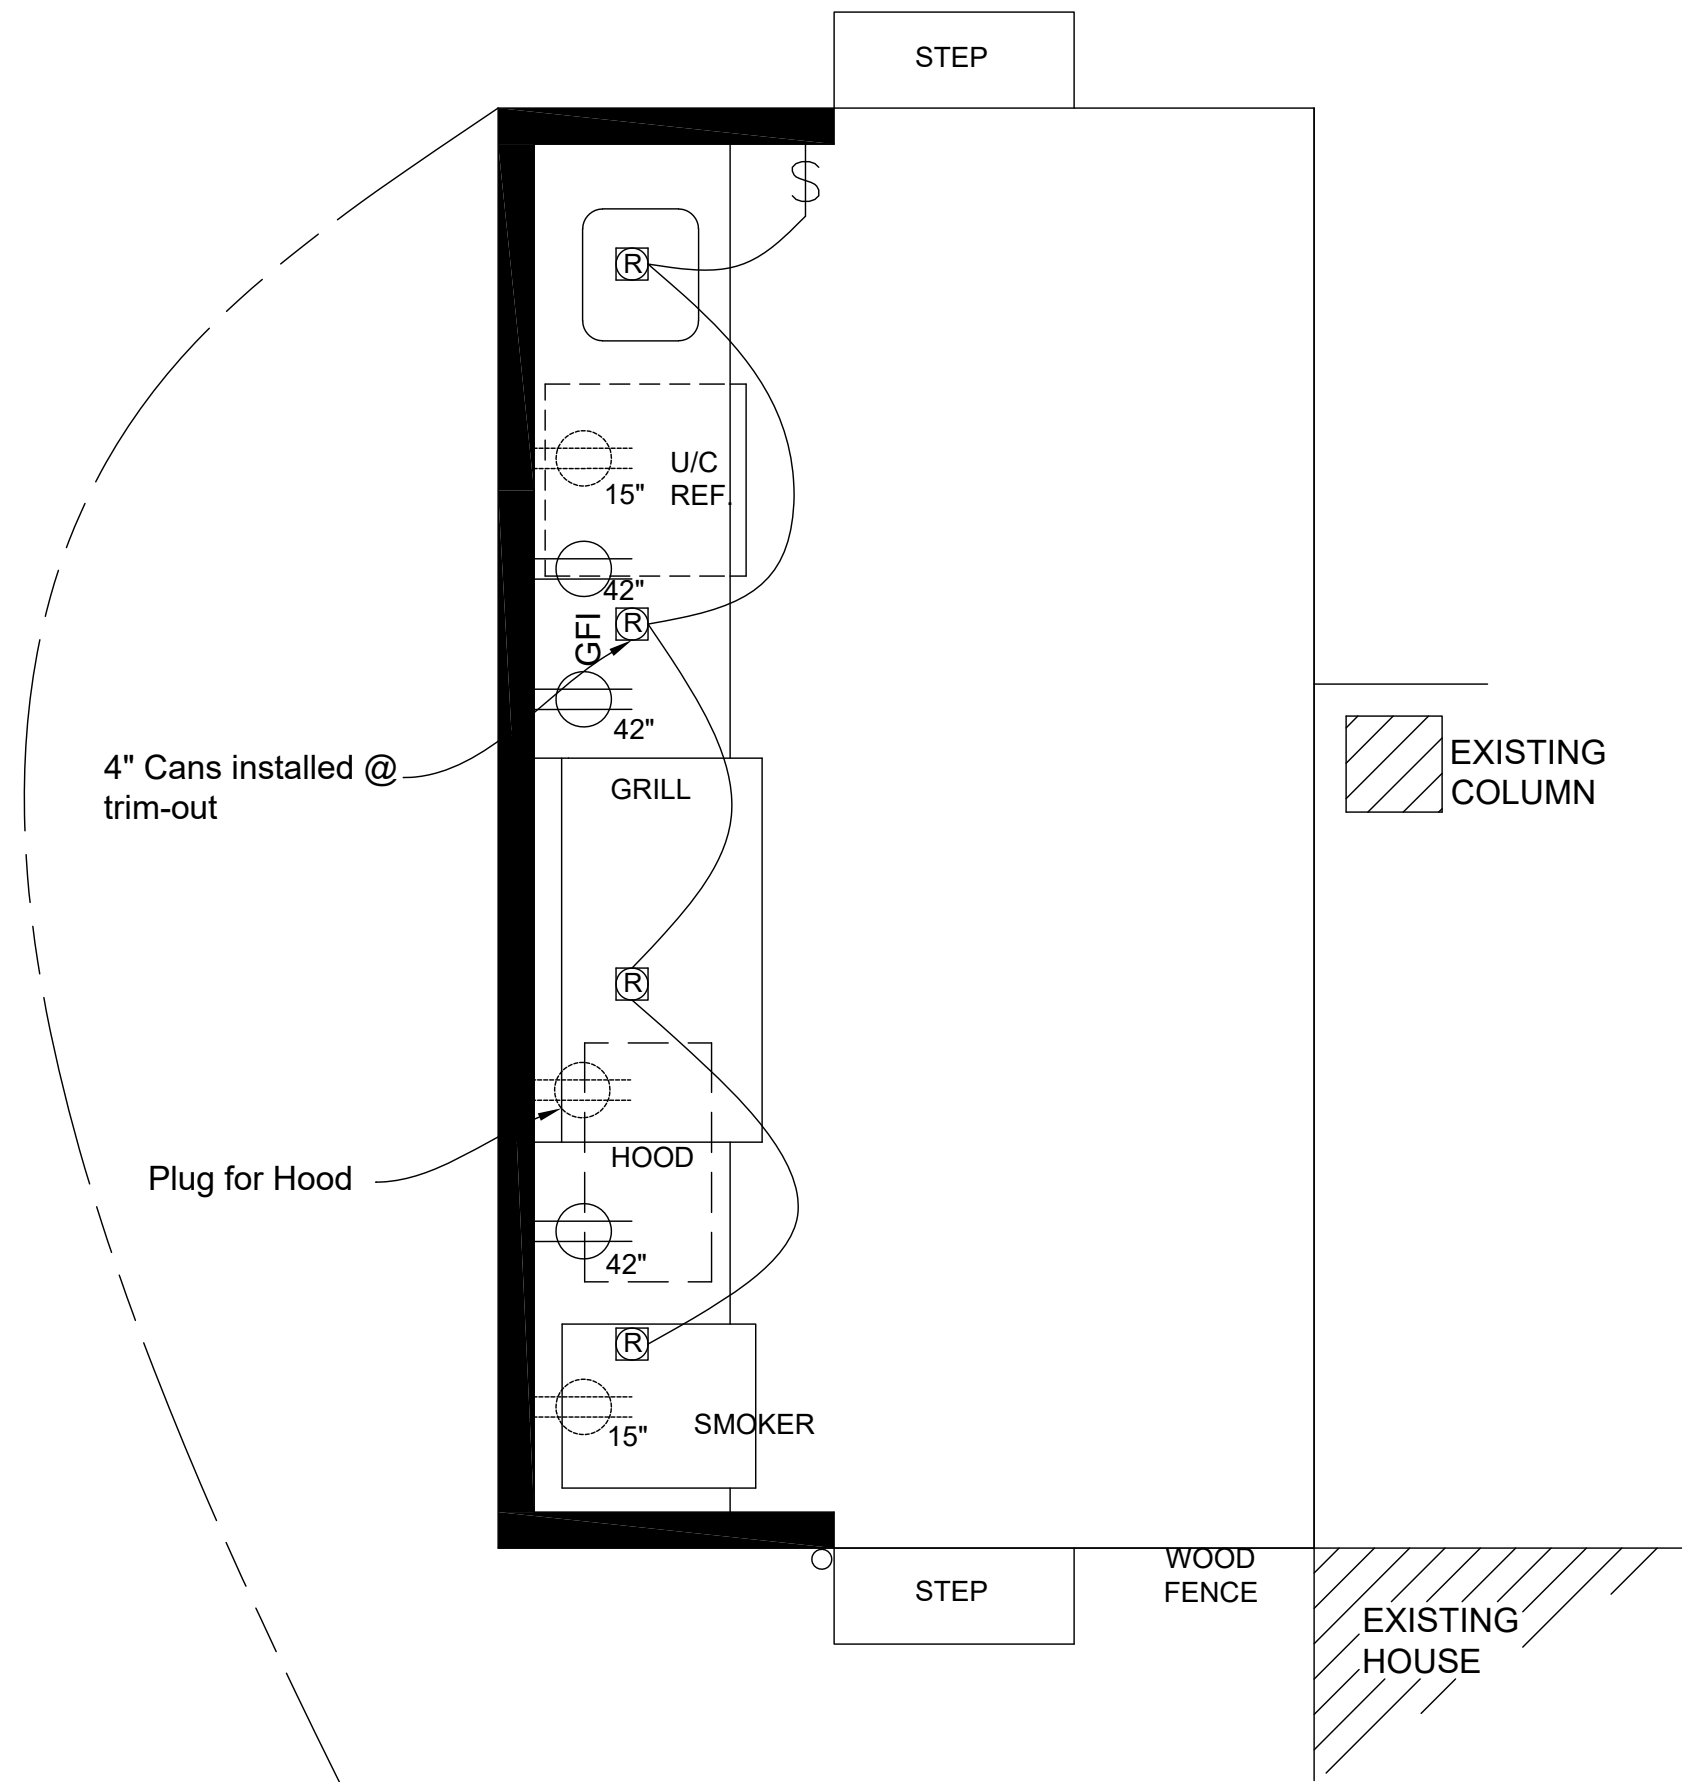 STEP
S
R
U/C
REF.
15"
42"
R
GFI
42"
4" Cans installed @
trim-out
GRILL
EXISTING
COLUMN
R
HOOD
Plug for Hood
42"
R
SMOKER
15"
WOOD
FENCE
STEP
EXISTING
HOUSE